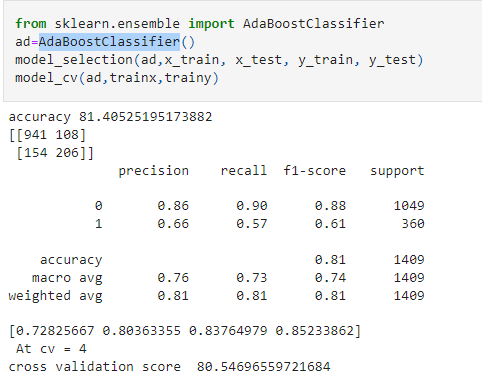 from sklearn.ensemble import AdaBoostClassifier
ad=AdaBoostClassifier()
model_selection(ad,x_train, x_test, y_train, y_test)
model_cv(ad,trainx,trainy)
accuracy 81.40525195173882
[[941 108]
[154 206]]
precision recall f1-score support
0 0.86 0.90 0.88 1049
1 0.66 0.57 0.61 360
accuracy 0.81 1409
macro avg 0.76 0.73 0.74 1409
weighted avg 0.81 0.81 0.81 1409
[0.72825667 0.80363355 0.83764979 0.85233862]
At cv = 4
cross validation score 80.54696559721684